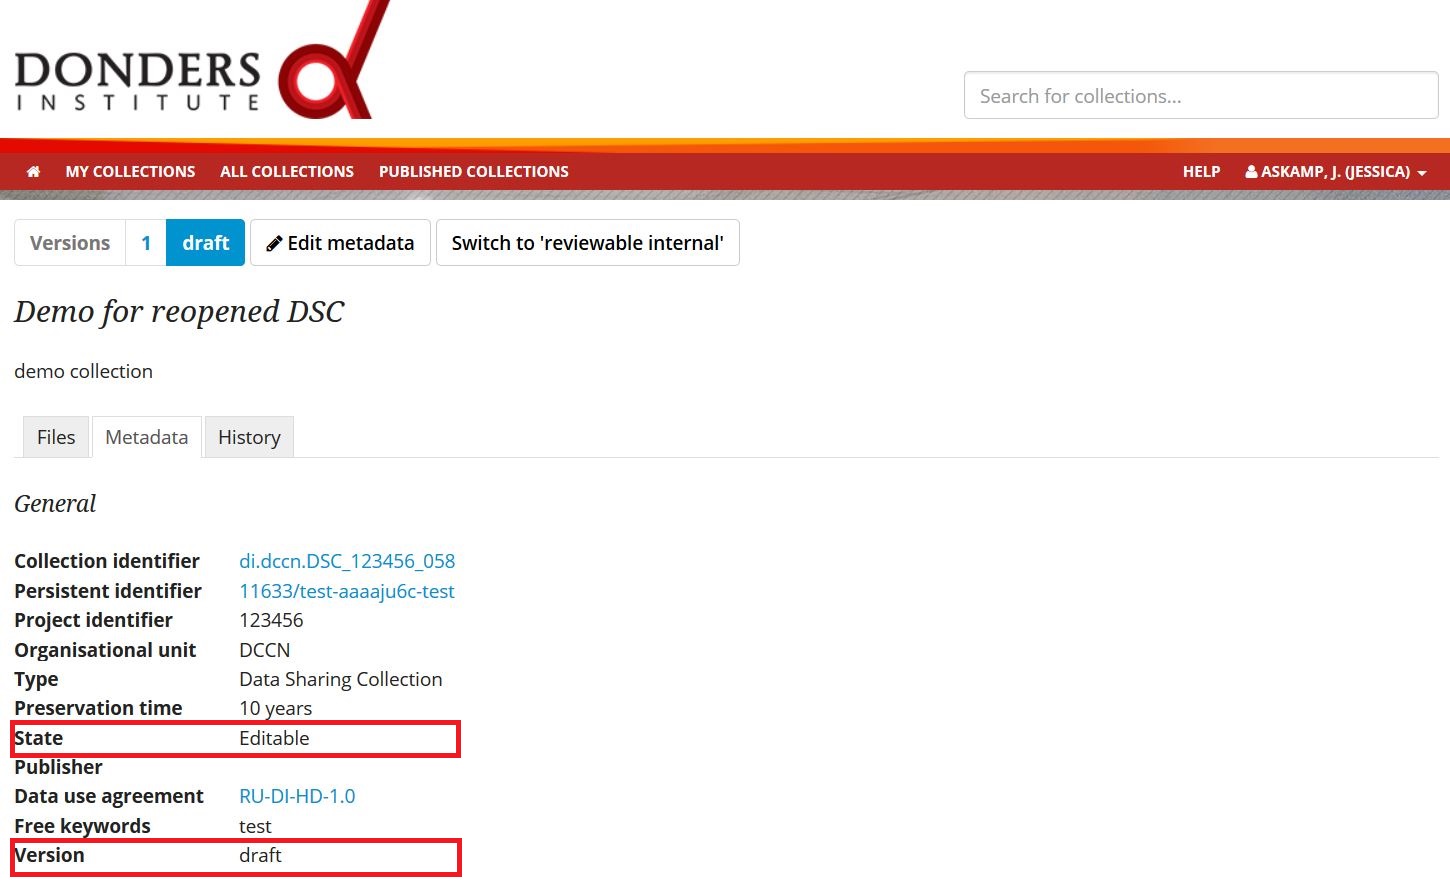 DONDERS
INSTITUTE
Search for collections...
MY COLLECTIONS ALL COLLECTIONS PUBLISHED COLLECTIONS HELP ASKAMP, J. (JESSICA)
Versions 1 draft Edit metadata Switch to 'reviewable internal'
Demo for reopened DSC
demo collection
Files Metadata History
General
Collection identifier di.dccn.DSC_123456_058
Persistent identifier 11633/test-aaaaju6c-test
Project identifier 123456
Organisational unit DCCN
Type Data Sharing Collection
Preservation time 10 years
State Editable
Publisher
Data use agreement RU-DI-HD-1.0
Free keywords test
Version draft